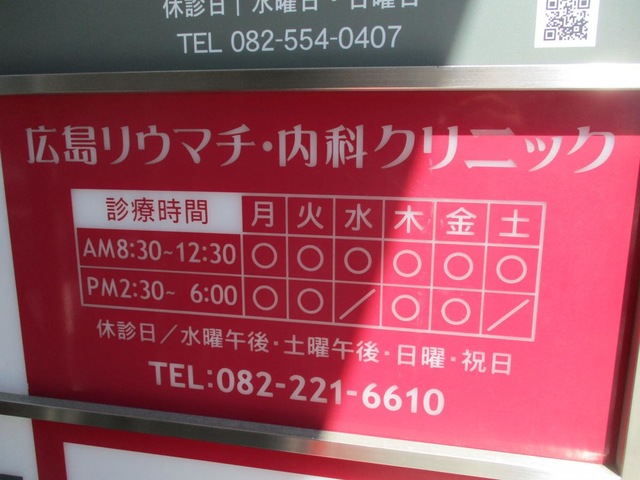 休診日／水曜日・日曜日
TEL 082-554-0407
広島リウマチ・内科クリニック
診療時間 月 火 水 木 金 土
AM8:30~12:30 ○ ○ ○ ○ ○ ○
PM2:30~ 6:00 ○ ○ ／ ○ ○ ／
休診日／水曜午後・土曜午後・日曜・祝日
TEL:082-221-6610